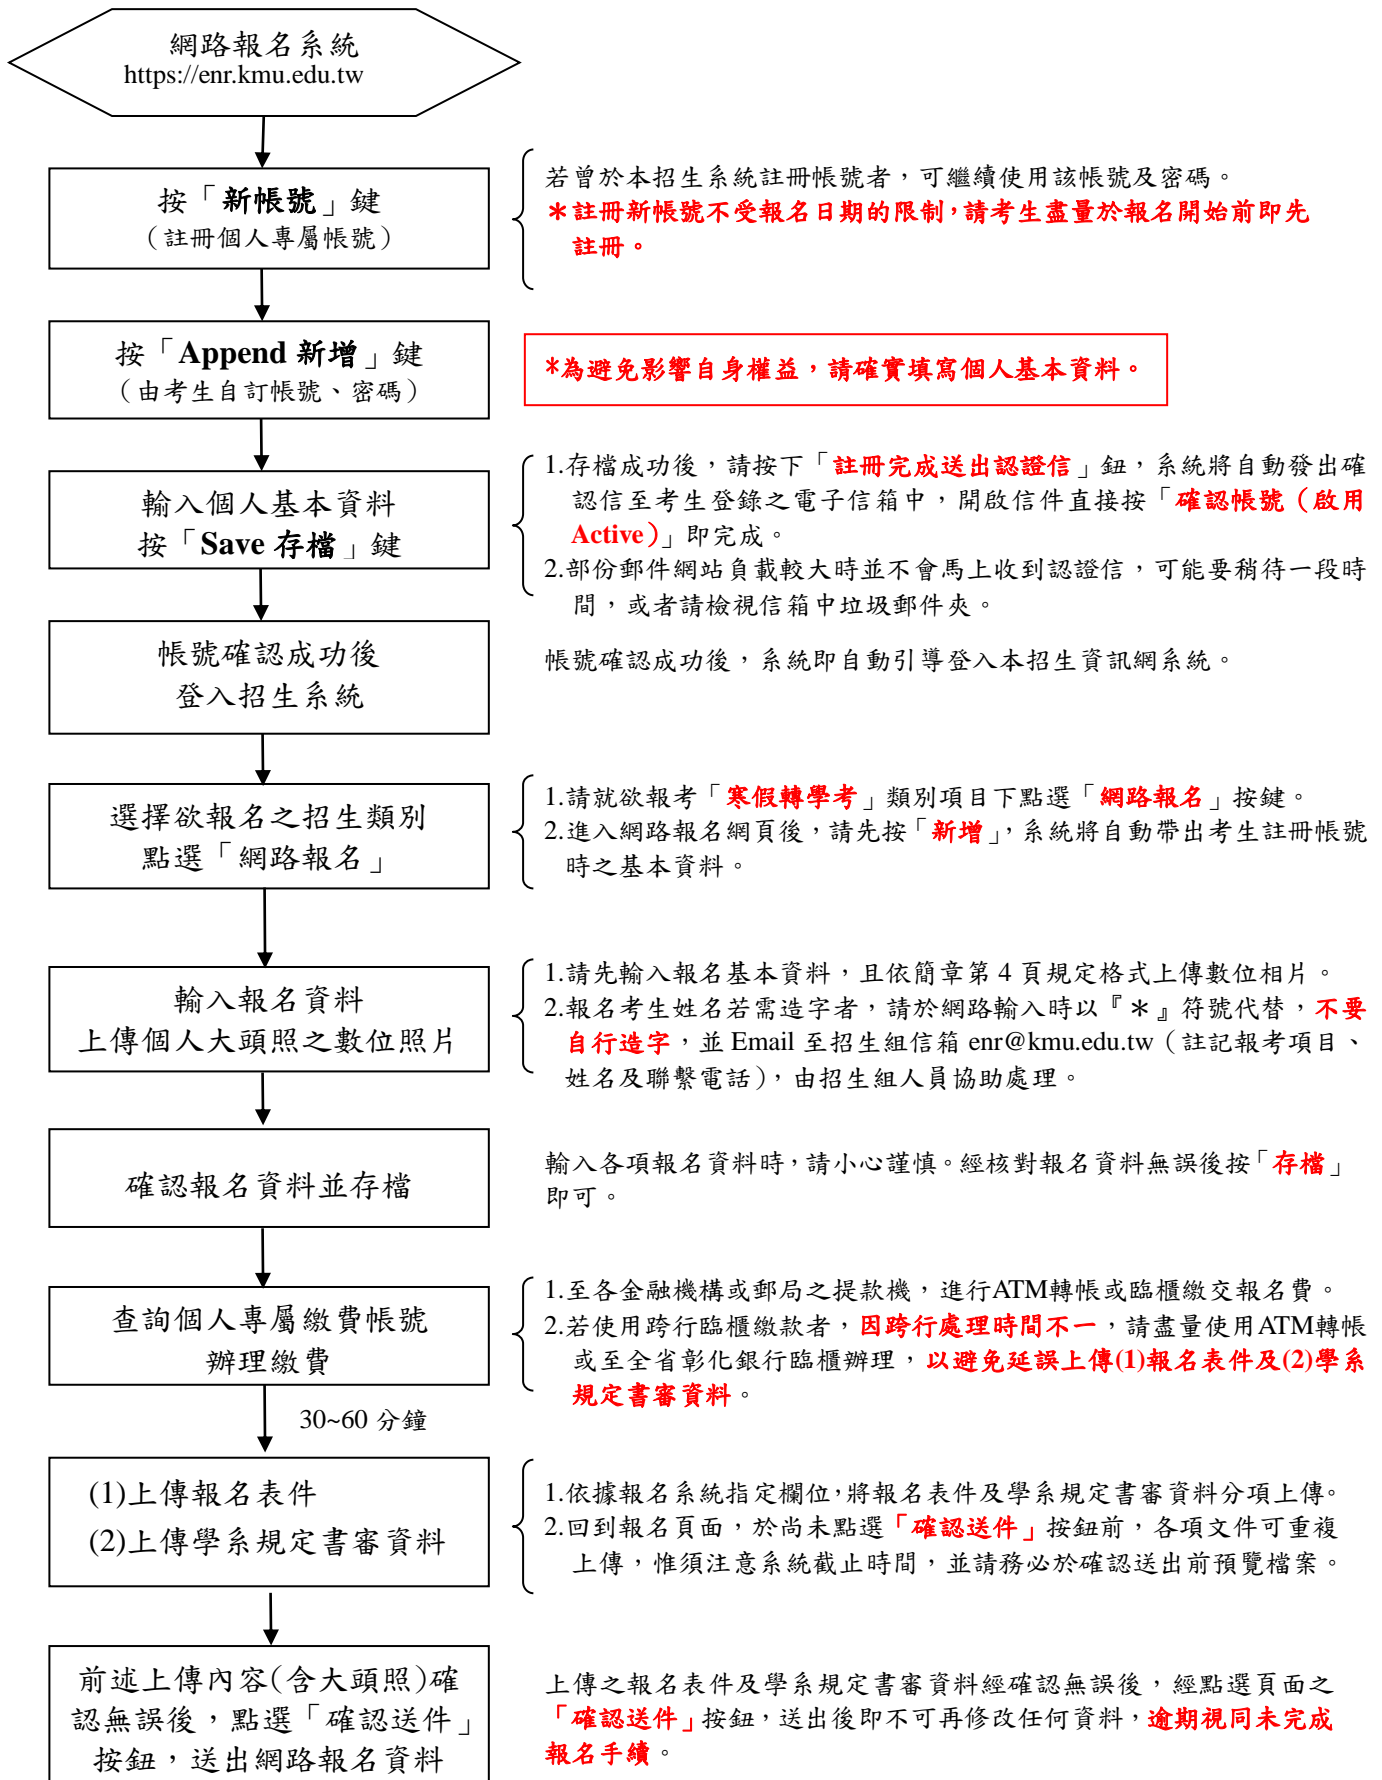 網路報名系統
https://enr.kmu.edu.tw
按「新帳號」鍵
（註冊個人專屬帳號）
若曾於本招生系統註冊帳號者，可繼續使用該帳號及密碼。
＊註冊新帳號不受報名日期的限制，請考生盡量於報名開始前即先
註冊。
按「Append 新增」鍵
（由考生自訂帳號、密碼）
*為避免影響自身權益，請確實填寫個人基本資料。
輸入個人基本資料
按「Save 存檔」鍵
1.存檔成功後，請按下「註冊完成送出認證信」鈕，系統將自動發出確
認信至考生登錄之電子信箱中，開啟信件直接按「確認帳號（啟用
Active）」即完成。
2.部份郵件網站負載較大時並不會馬上收到認證信，可能要稍待一段時
間，或者請檢視信箱中垃圾郵件夾。
帳號確認成功後
登入招生系統
帳號確認成功後，系統即自動引導登入本招生資訊網系統。
選擇欲報名之招生類別
點選「網路報名」
1.請就欲報考「寒假轉學考」類別項目下點選「網路報名」按鍵。
2.進入網路報名網頁後，請先按「新增」，系統將自動帶出考生註冊帳號
時之基本資料。
輸入報名資料
上傳個人大頭照之數位照片
1.請先輸入報名基本資料，且依簡章第 4 頁規定格式上傳數位相片。
2.報名考生姓名若需造字者，請於網路輸入時以『＊』符號代替，不要
自行造字，並 Email 至招生組信箱 enr@kmu.edu.tw（註記報考項目、
姓名及聯繫電話），由招生組人員協助處理。
確認報名資料並存檔
輸入各項報名資料時，請小心謹慎。經核對報名資料無誤後按「存檔」
即可。
查詢個人專屬繳費帳號
辦理繳費
1.至各金融機構或郵局之提款機，進行ATM轉帳或臨櫃繳交報名費。
2.若使用跨行臨櫃繳款者，因跨行處理時間不一，請盡量使用ATM轉帳
或至全省彰化銀行臨櫃辦理，以避免延誤上傳(1)報名表件及(2)學系
規定書審資料。
30~60 分鐘
(1)上傳報名表件
(2)上傳學系規定書審資料
1.依據報名系統指定欄位，將報名表件及學系規定書審資料分項上傳。
2.回到報名頁面，於尚未點選「確認送件」按鈕前，各項文件可重複
上傳，惟須注意系統截止時間，並請務必於確認送出前預覽檔案。
前述上傳內容(含大頭照)確
認無誤後，點選「確認送件」
按鈕，送出網路報名資料
上傳之報名表件及學系規定書審資料經確認無誤後，經點選頁面之
「確認送件」按鈕，送出後即不可再修改任何資料，逾期視同未完成
報名手續。